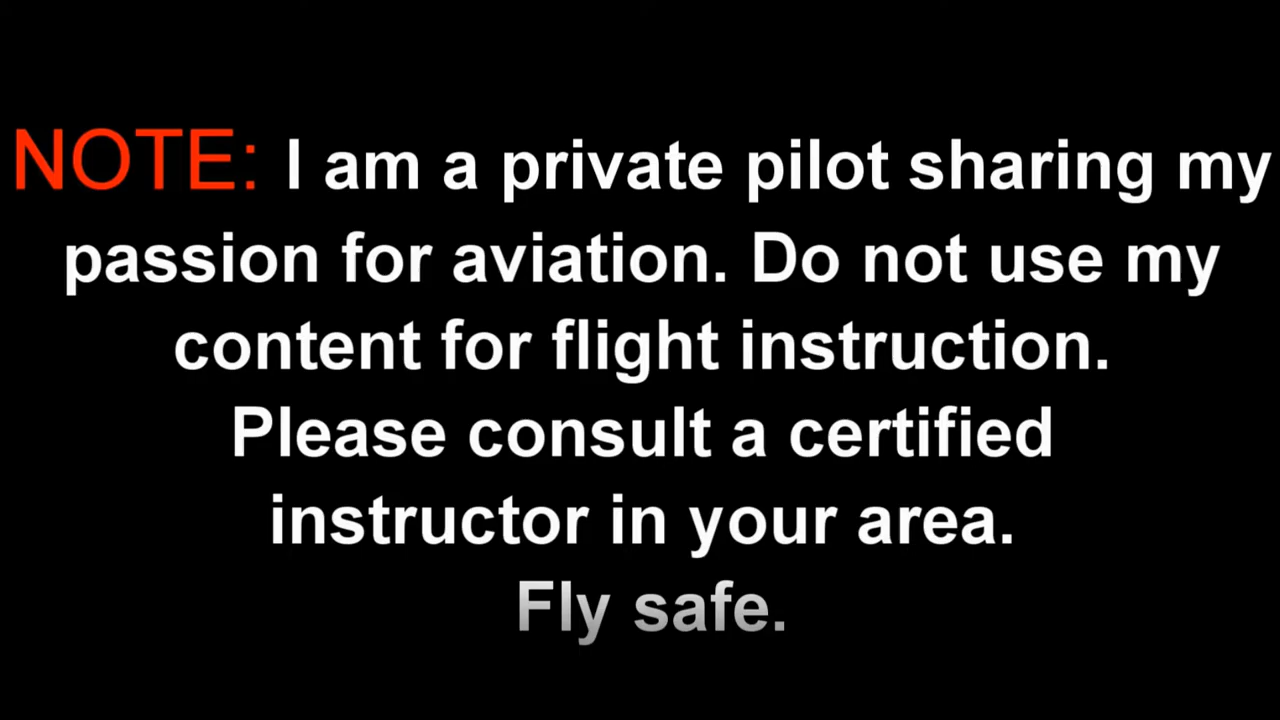 NOTE: I am a private pilot sharing my
passion for aviation. Do not use my
content for flight instruction.
Please consult a certified
instructor in your area.
Fly safe.